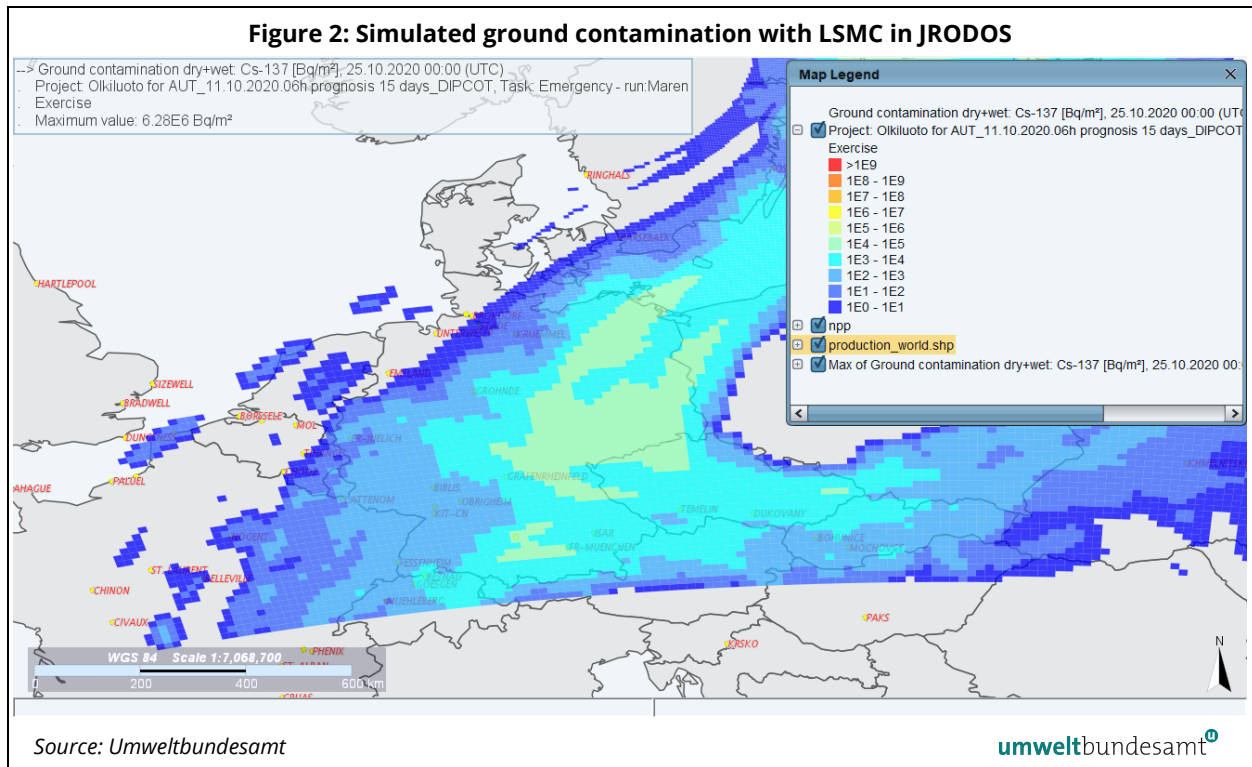 Figure 2: Simulated ground contamination with LSMC in JRODOS
--> Ground contamination dry+wet: Cs-137 [Bq/m²], 25.10.2020 00:00 (UTC)
. Project: Olkiluoto for AUT_11.10.2020.06h prognosis 15 days_DIPCOT, Task: Emergency - run:Maren
. Exercise
. Maximum value: 6.28E6 Bq/m²
Map Legend
Ground contamination dry+wet: Cs-137 [Bq/m²], 25.10.2020 00:00 (UTC
Project: Olkiluoto for AUT_11.10.2020.06h prognosis 15 days_DIPCOT
Exercise
>1E9
1E8 - 1E9
1E7 - 1E8
1E6 - 1E7
1E5 - 1E6
1E4 - 1E5
1E3 - 1E4
1E2 - 1E3
1E1 - 1E2
1E0 - 1E1
npp
production_world.shp
Max of Ground contamination dry+wet: Cs-137 [Bq/m²], 25.10.2020 00:
RINGHALS
HARTLEPOOL
KRUEMMEL
EMSLAND
SIZEWELL
GROHNDE
BRADWELL
BORSSELE
MOL
PALUEL
AHAGUE
GRAFENRHEINFELD
BIBLIS
OBRIGHEIM
KIT-CN
TEMELIN
DUKOVANY
ISAR
FR-MUENCHEN
BOHUNICE
MOCHOVCE
FESSENHEIM
GOESGEN
BELLEVILLE
CHINON
MUEHLEBERG
CIVAUX
PAKS
KRSKO
PHENIX
ST-ALBAN
CRUAS
WGS 84 Scale 1:7,068,700
0 200 400 600 km
N
Source: Umweltbundesamt
umweltbundesamt